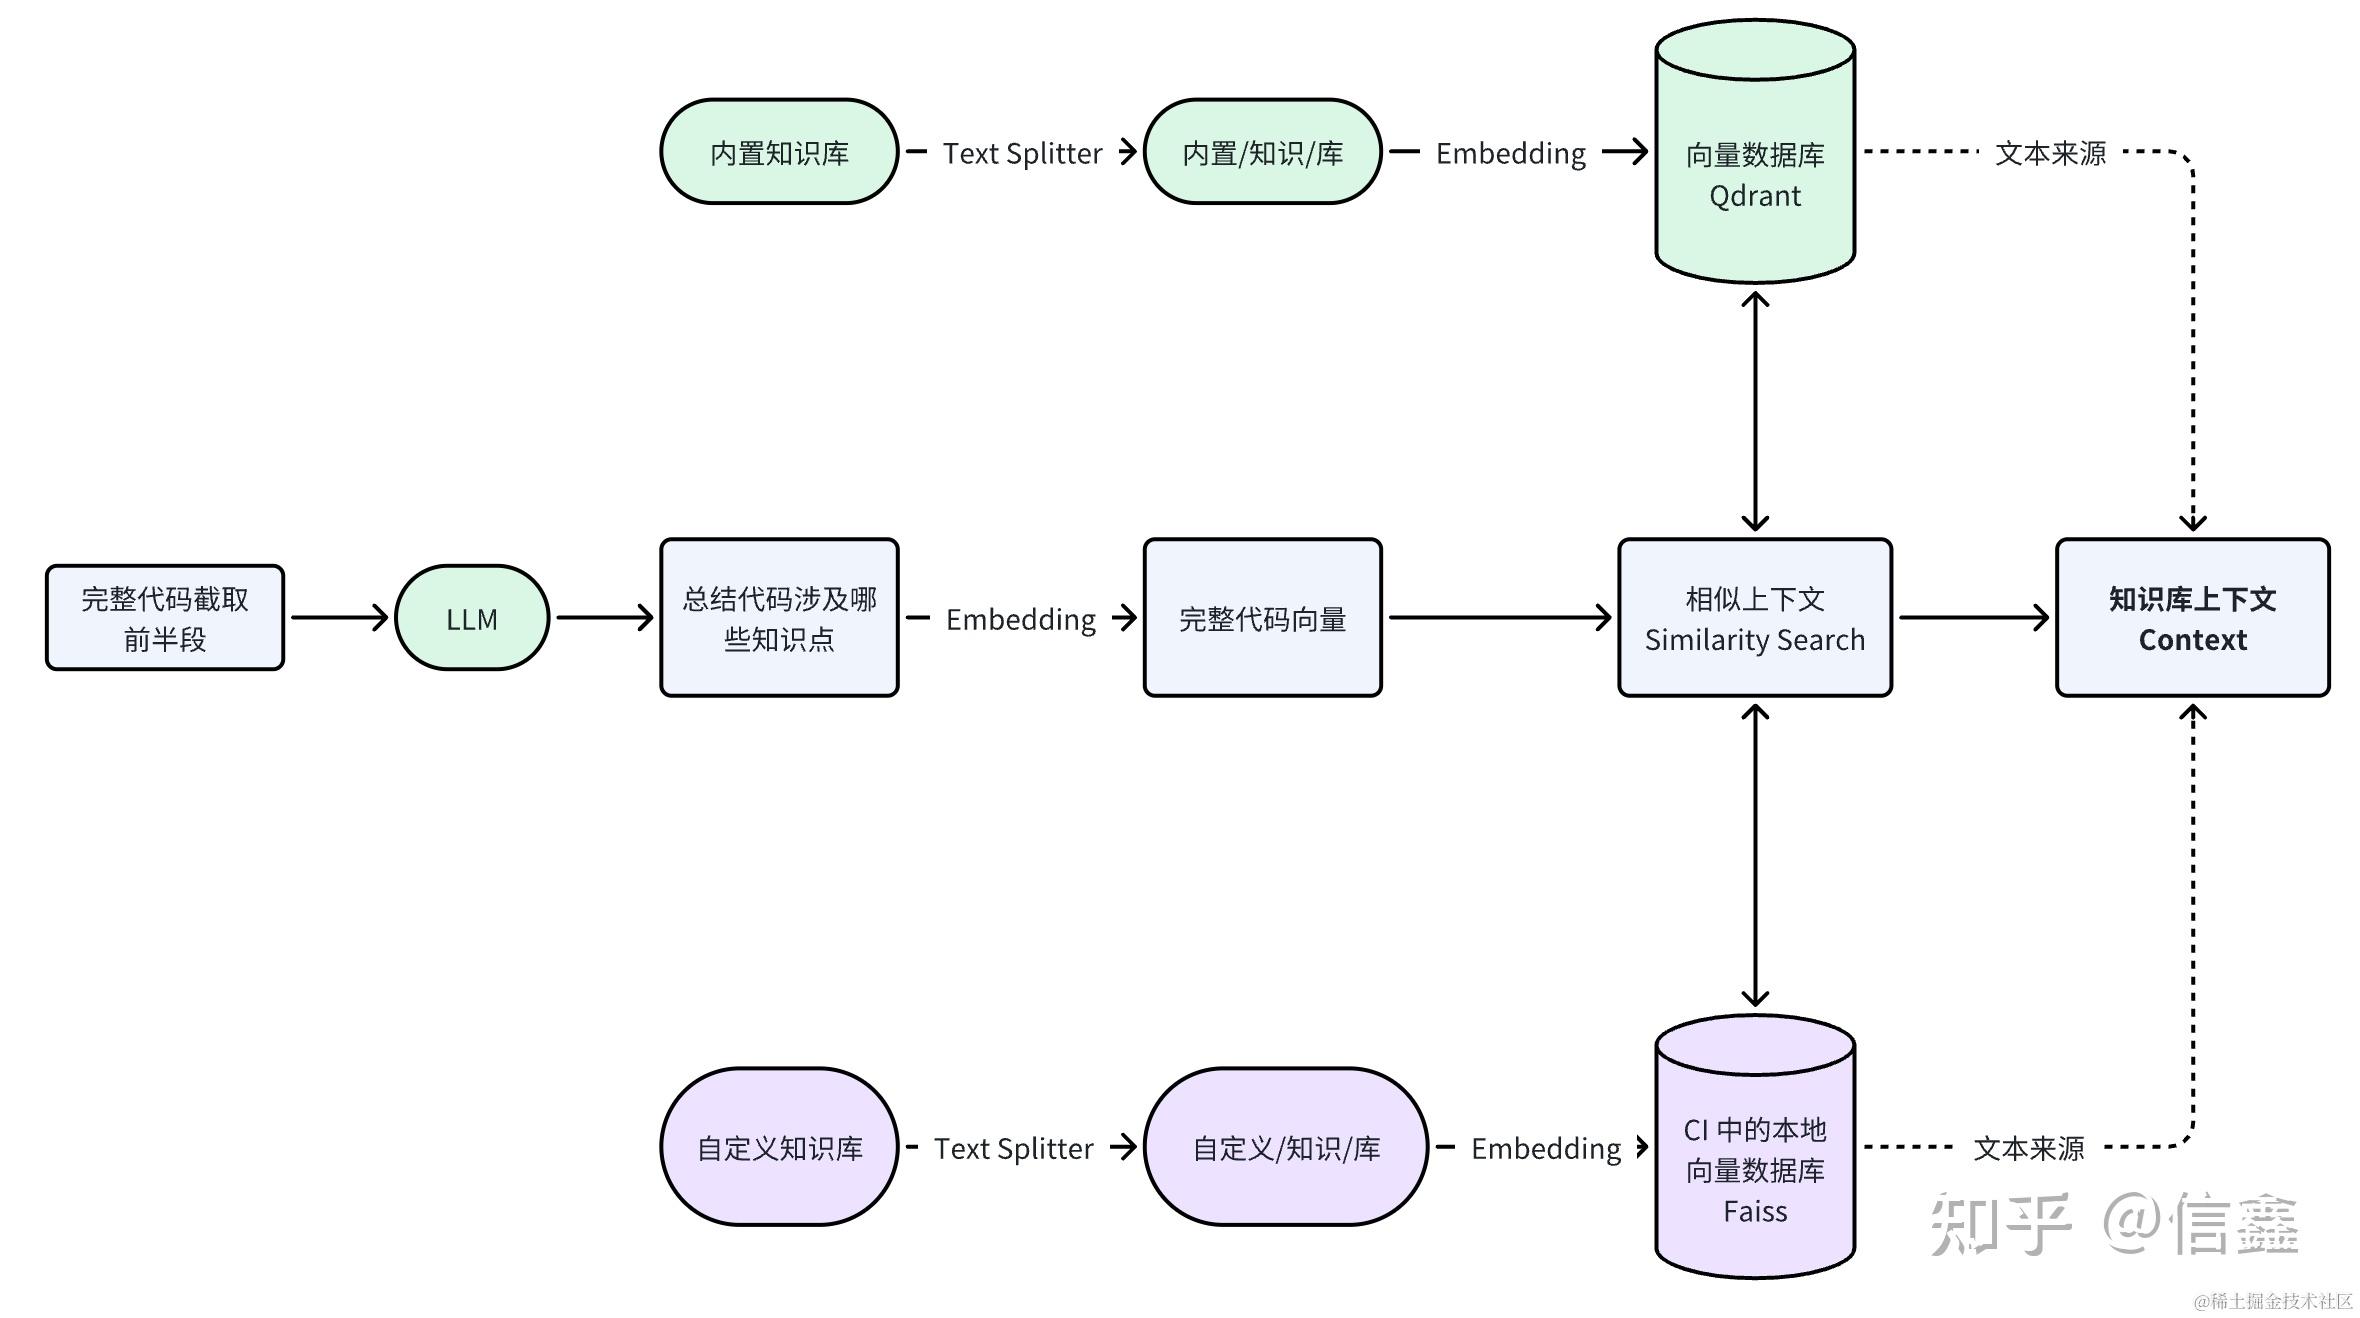 内置知识库
Text Splitter
内置/知识/库
Embedding
向量数据库
Qdrant
文本来源
完整代码截取
前半段
LLM
总结代码涉及哪
些知识点
Embedding
完整代码向量
相似上下文
Similarity Search
知识库上下文
Context
自定义知识库
Text Splitter
自定义/知识/库
Embedding
CI 中的本地
向量数据库
Faiss
文本来源
知乎 @信鑫
@稀土掘金技术社区